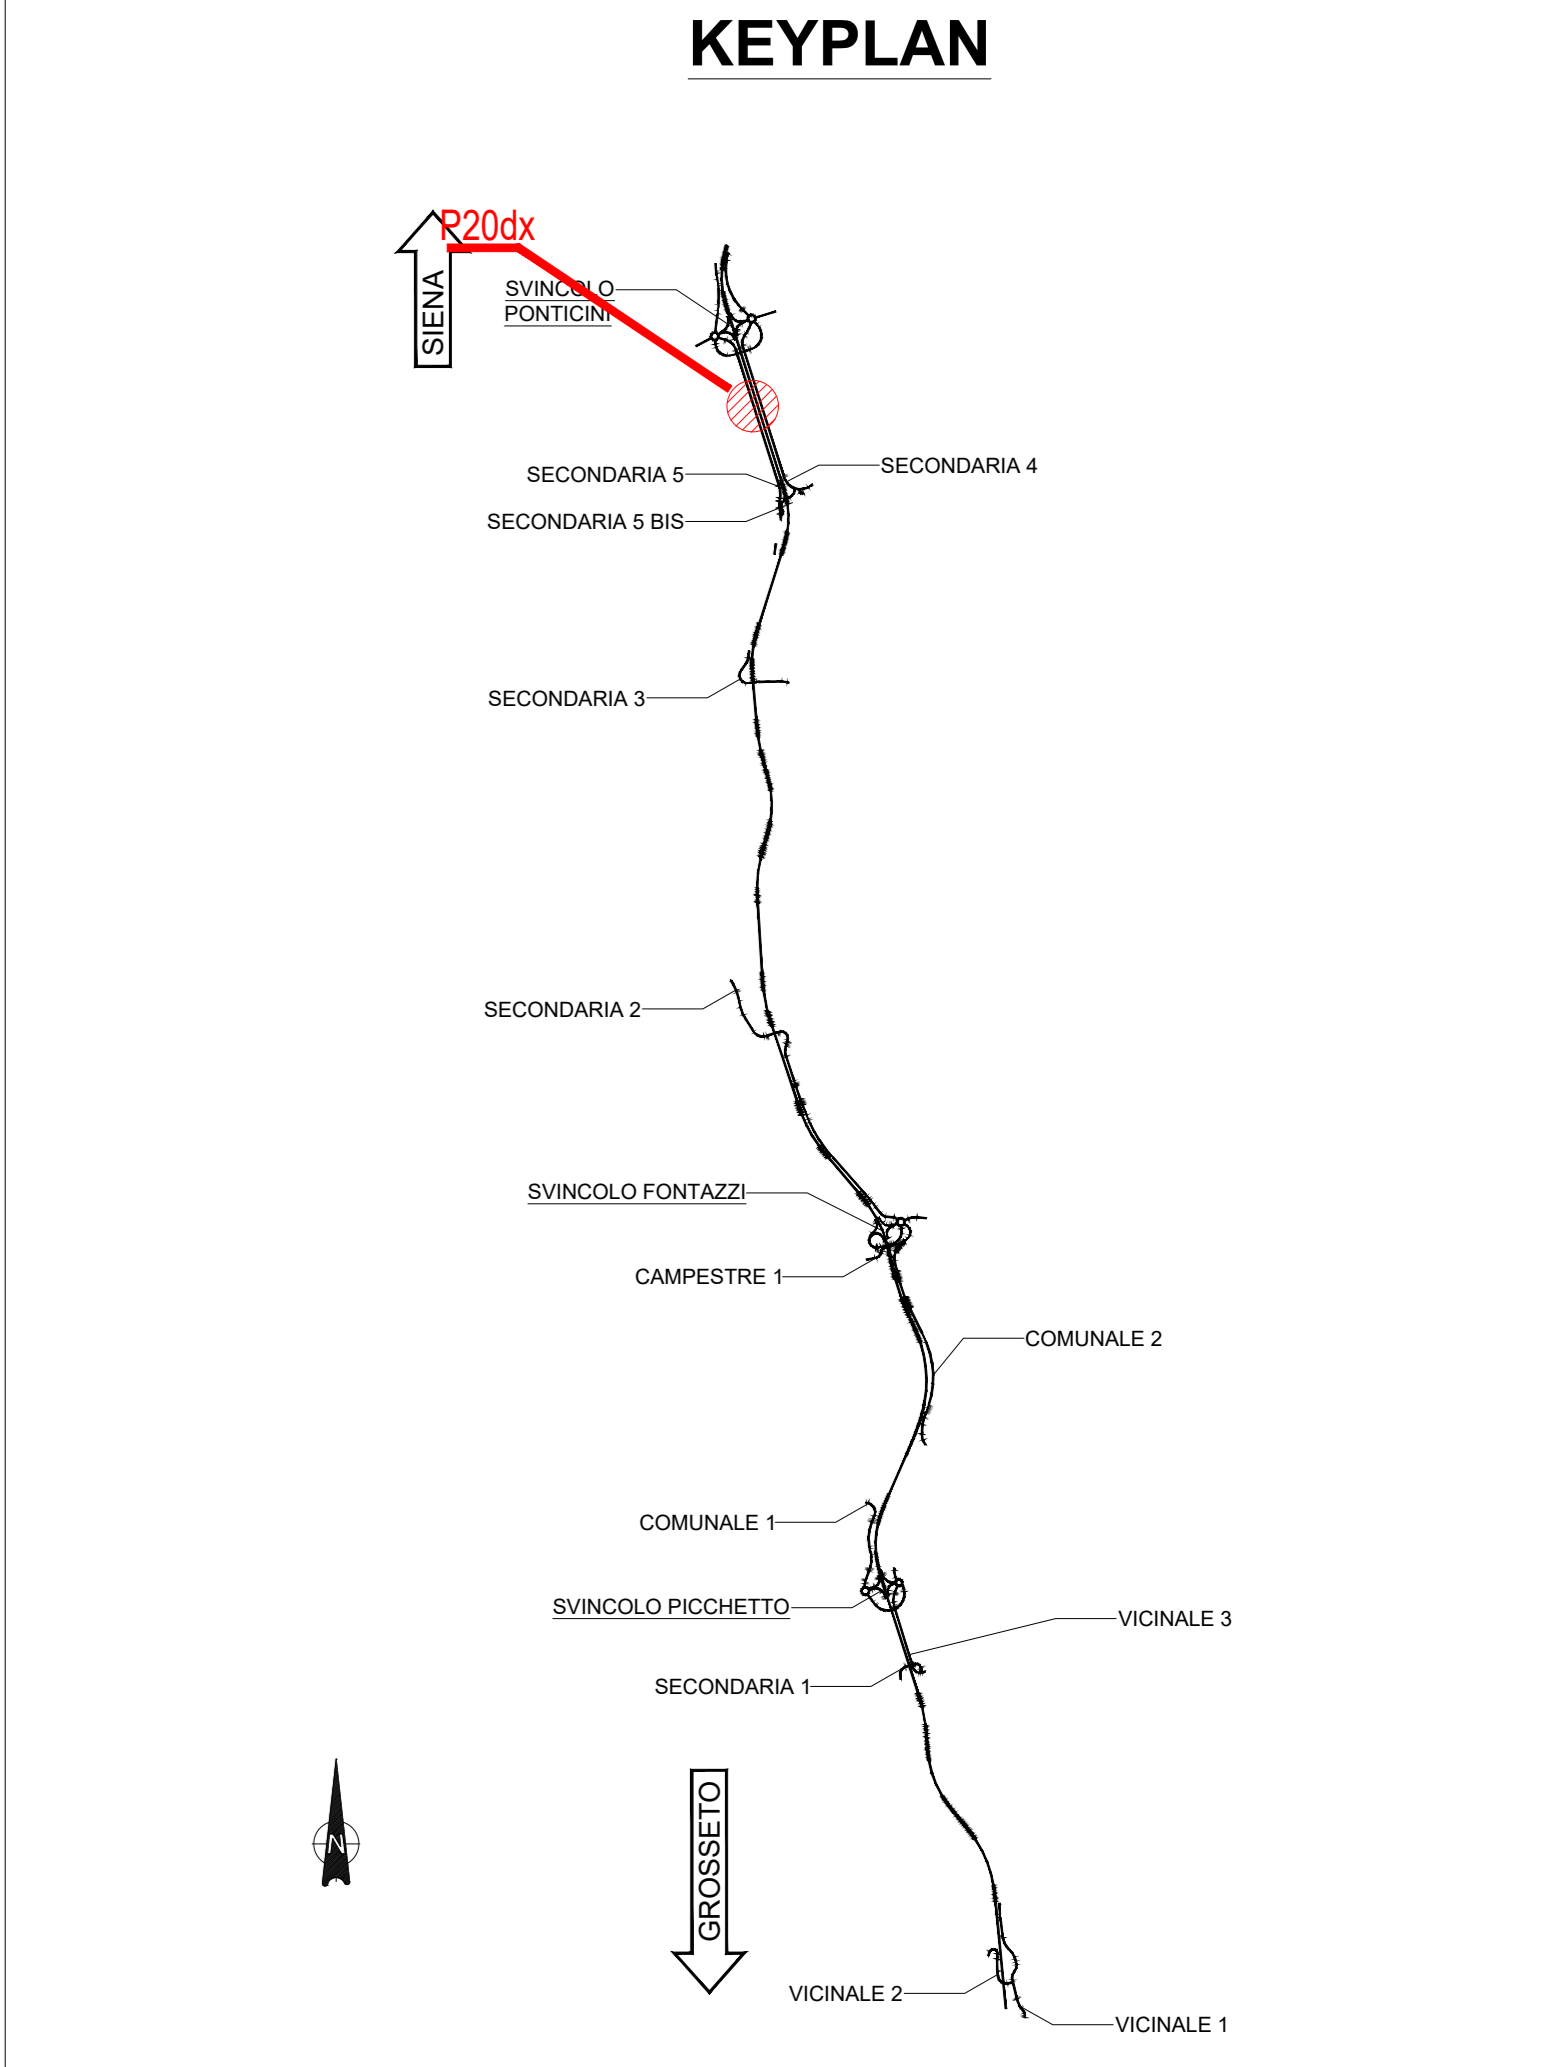 KEYPLAN
P20dx
SIENA
SVINCOLO
PONTICINI
SECONDARIA 4
SECONDARIA 5
SECONDARIA 5 BIS
SECONDARIA 3
SECONDARIA 2
SVINCOLO FONTAZZI
CAMPESTRE 1
COMUNALE 2
COMUNALE 1
SVINCOLO PICCHETTO
VICINALE 3
SECONDARIA 1
GROSSETO
N
VICINALE 2
VICINALE 1